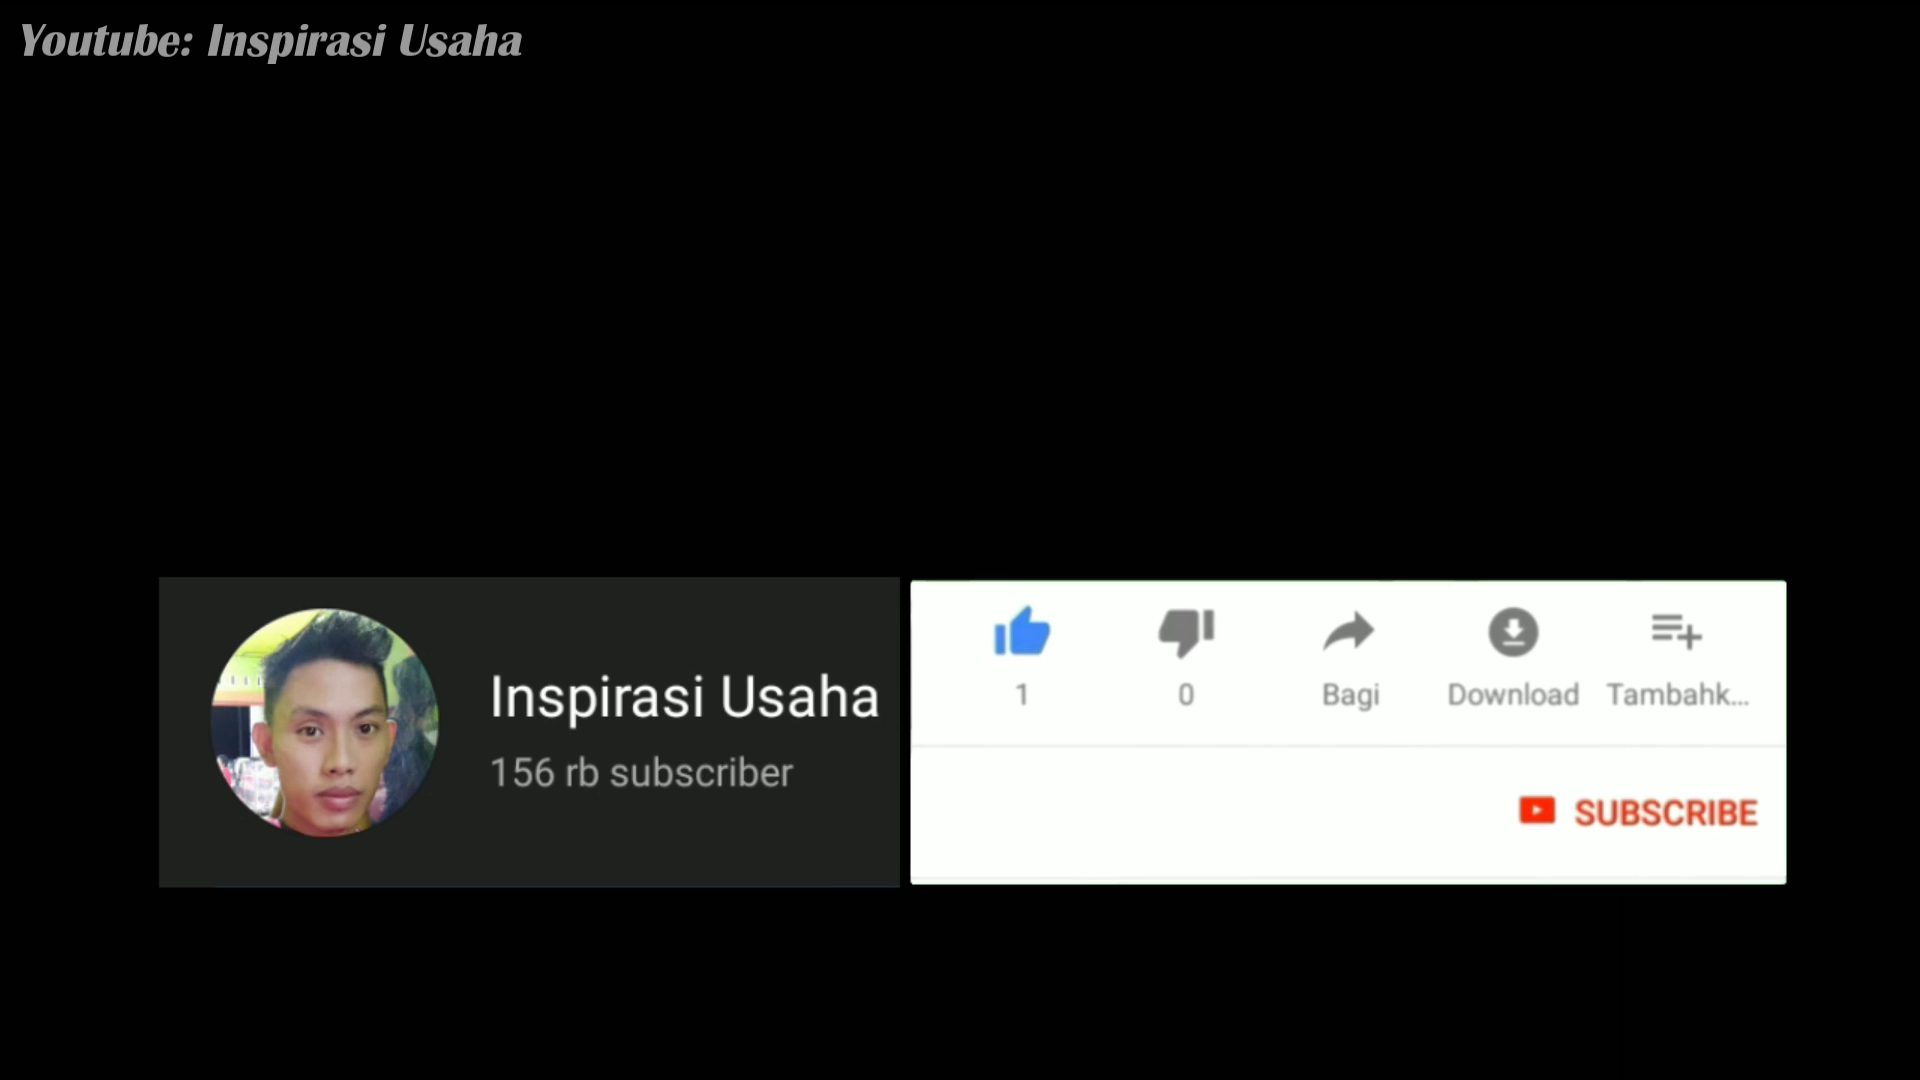 Youtube: Inspirasi Usaha
Inspirasi Usaha
156 rb subscriber
1
0
Bagi
Download
Tambahk...
SUBSCRIBE